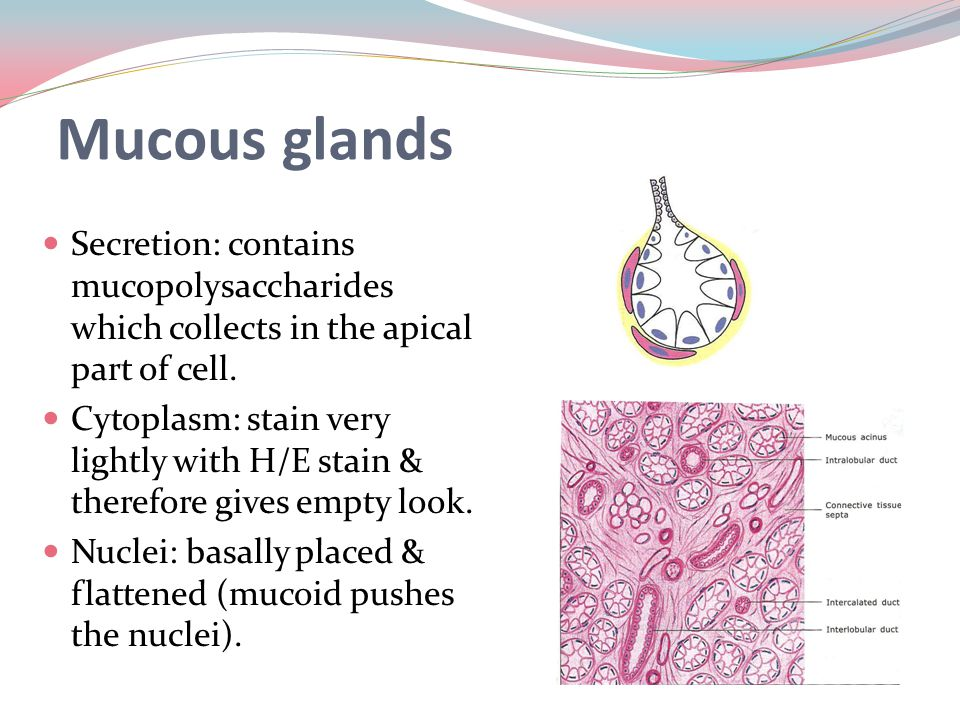 Mucous glands
Secretion: contains
mucopolysaccharides
which collects in the apical
part of cell.
Cytoplasm: stain very
lightly with H/E stain &
therefore gives empty look.
Nuclei: basally placed &
flattened (mucoid pushes
the nuclei).
Mucous acinus
Intralobular duct
Connective tissue
septa
Intercalated duct
Interlobular duct